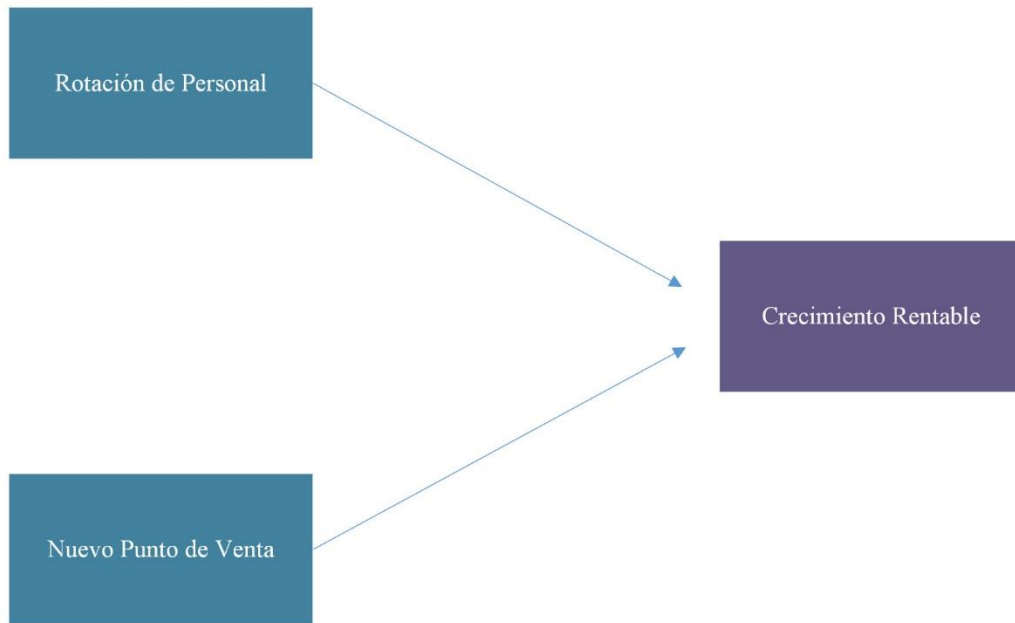 Rotación de Personal
Crecimiento Rentable
Nuevo Punto de Venta